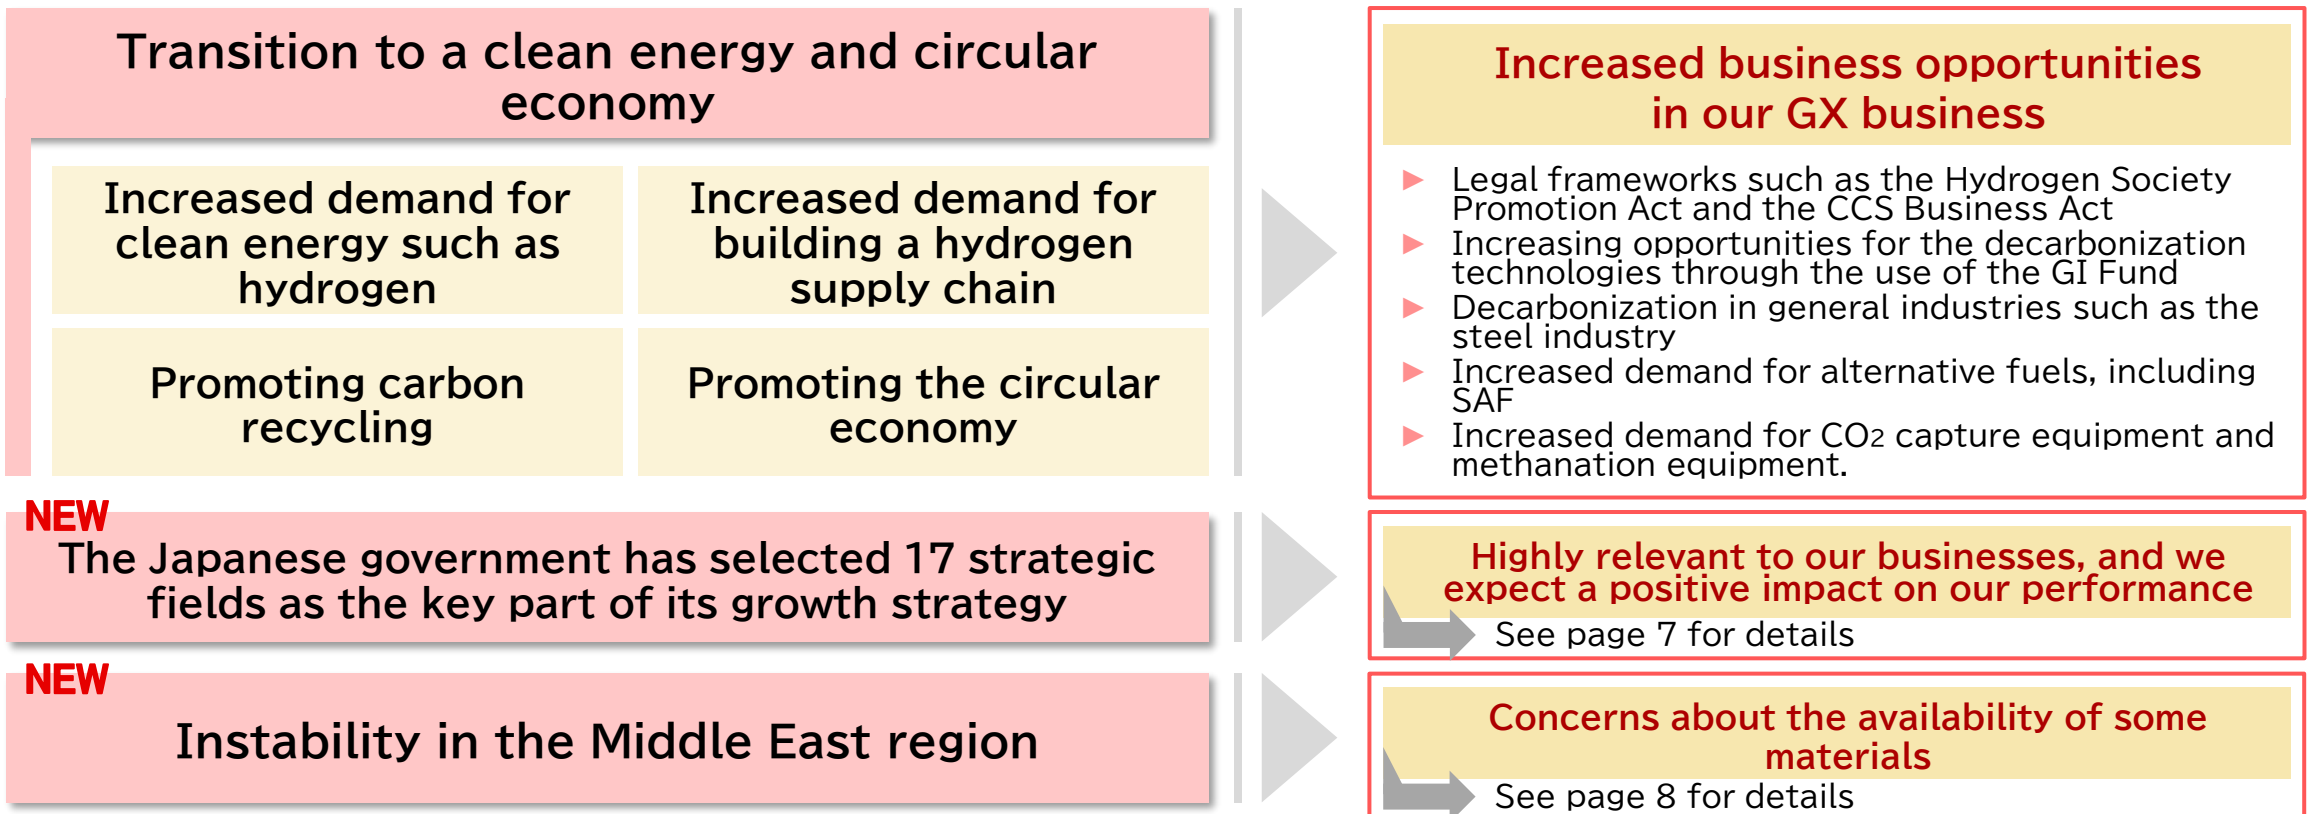 Transition to a clean energy and circular
economy
Increased demand for
clean energy such as
hydrogen
Increased demand for
building a hydrogen
supply chain
Promoting carbon
recycling
Promoting the circular
economy
Increased business opportunities
in our GX business
► Legal frameworks such as the Hydrogen Society
Promotion Act and the CCS Business Act
► Increasing opportunities for the decarbonization
technologies through the use of the GI Fund
► Decarbonization in general industries such as the
steel industry
► Increased demand for alternative fuels, including
SAF
► Increased demand for CO2 capture equipment and
methanation equipment.
NEW
The Japanese government has selected 17 strategic
fields as the key part of its growth strategy
Highly relevant to our businesses, and we
expect a positive impact on our performance
See page 7 for details
NEW
Instability in the Middle East region
Concerns about the availability of some
materials
See page 8 for details